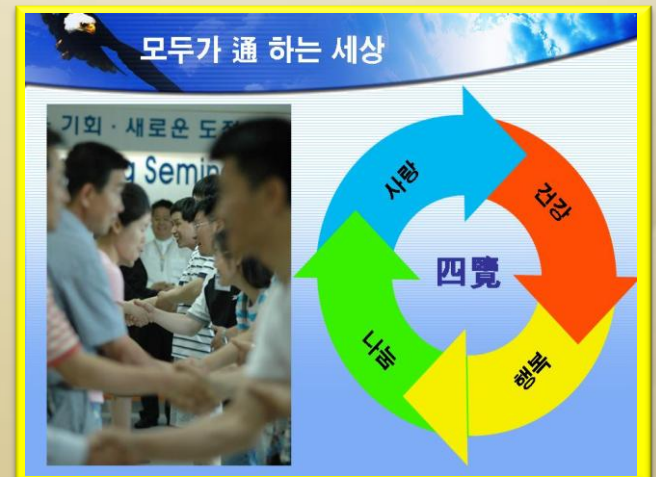 모두가 通 하는 세상
기회 · 새로운 도전
Semin
사랑
건강
四覽
행복
나눔